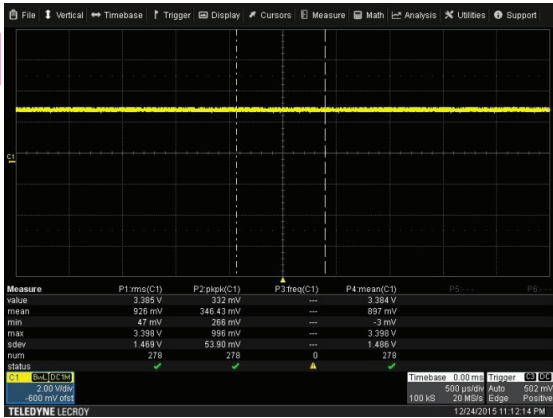 File Vertical Timebase Trigger Display Cursors Measure Math Analysis Utilities Support
C1
Measure P1:rms(C1) P2:pkpk(C1) P3:freq(C1) P4:mean(C1) P5:- - - P6:- - -
value 3.385 V 332 mV --- 3.384 V
mean 926 mV 346.43 mV --- 897 mV
min 47 mV 266 mV --- -3 mV
max 3.398 V 996 mV --- 3.398 V
sdev 1.469 V 53.90 mV --- 1.486 V
num 278 278 0 278
status
C1 BwL DC1M Timebase 0.00 ms Trigger C3 DC
2.00 V/div 500 µs/div Auto 502 mV
-600 mV ofst 100 kS 20 MS/s Edge Positive
TELEDYNE LECROY 12/24/2015 11:12:14 PM